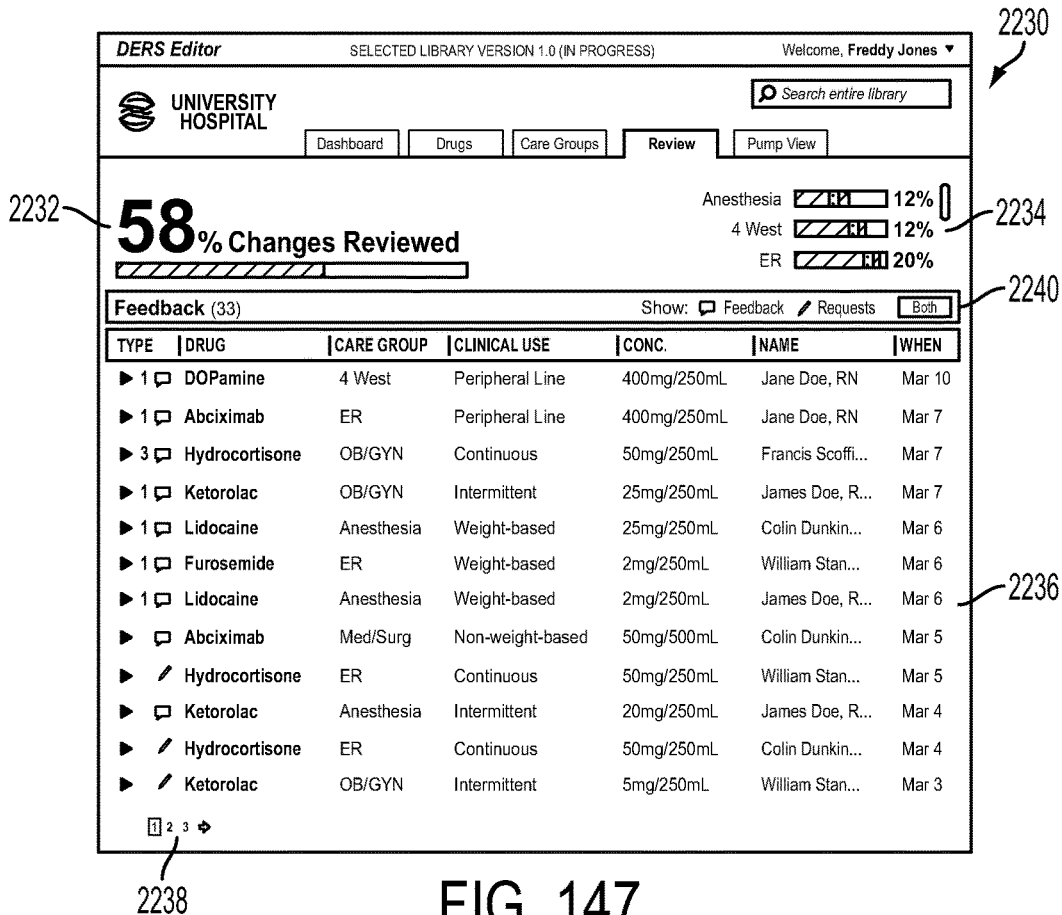 2230
DERS Editor SELECTED LIBRARY VERSION 1.0 (IN PROGRESS) Welcome, Freddy Jones
UNIVERSITY
HOSPITAL
Search entire library
Dashboard Drugs Care Groups Review Pump View
2232
58% Changes Reviewed
Anesthesia 12%
4 West 12%
ER 20%
2234
Feedback (33) Show: Feedback Requests Both
2240
TYPE DRUG CARE GROUP CLINICAL USE CONC. NAME WHEN
1 DOPamine 4 West Peripheral Line 400mg/250mL Jane Doe, RN Mar 10
1 Abciximab ER Peripheral Line 400mg/250mL Jane Doe, RN Mar 7
3 Hydrocortisone OB/GYN Continuous 50mg/250mL Francis Scoffi... Mar 7
1 Ketorolac OB/GYN Intermittent 25mg/250mL James Doe, R... Mar 7
1 Lidocaine Anesthesia Weight-based 25mg/250mL Colin Dunkin... Mar 6
1 Furosemide ER Weight-based 2mg/250mL William Stan... Mar 6
1 Lidocaine Anesthesia Weight-based 2mg/250mL James Doe, R... Mar 6
2236
Abciximab Med/Surg Non-weight-based 50mg/500mL Colin Dunkin... Mar 5
Hydrocortisone ER Continuous 50mg/250mL William Stan... Mar 5
Ketorolac Anesthesia Intermittent 20mg/250mL James Doe, R... Mar 4
Hydrocortisone ER Continuous 50mg/250mL Colin Dunkin... Mar 4
Ketorolac OB/GYN Intermittent 5mg/250mL William Stan... Mar 3
1 2 3
2238
FIG. 147